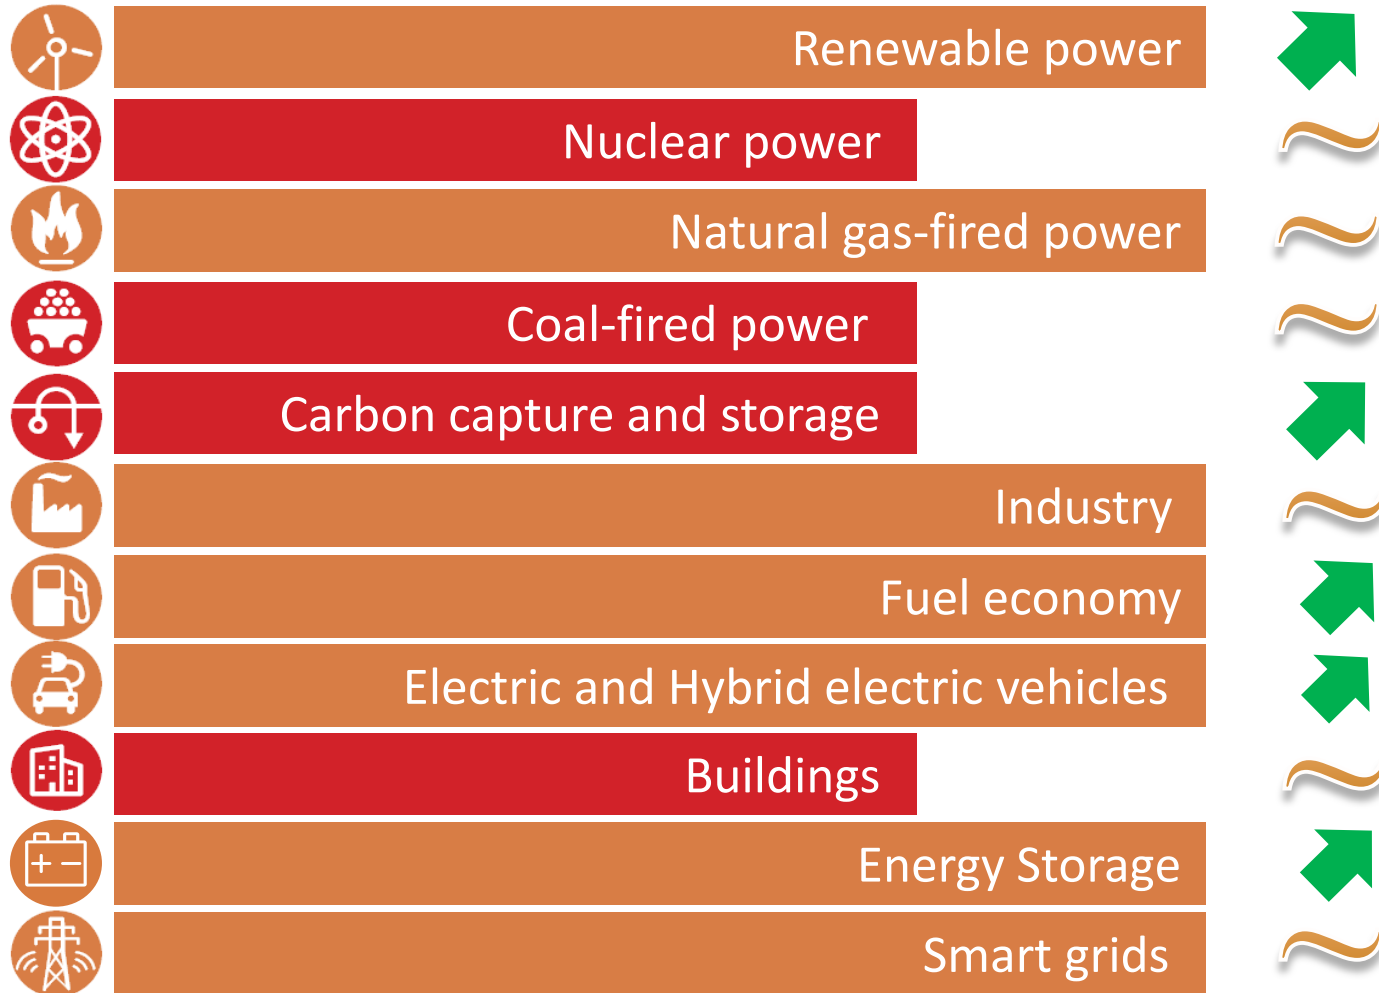 Renewable power
Nuclear power
Natural gas-fired power
Coal-fired power
Carbon capture and storage
Industry
Fuel economy
Electric and Hybrid electric vehicles
Buildings
Energy Storage
Smart grids